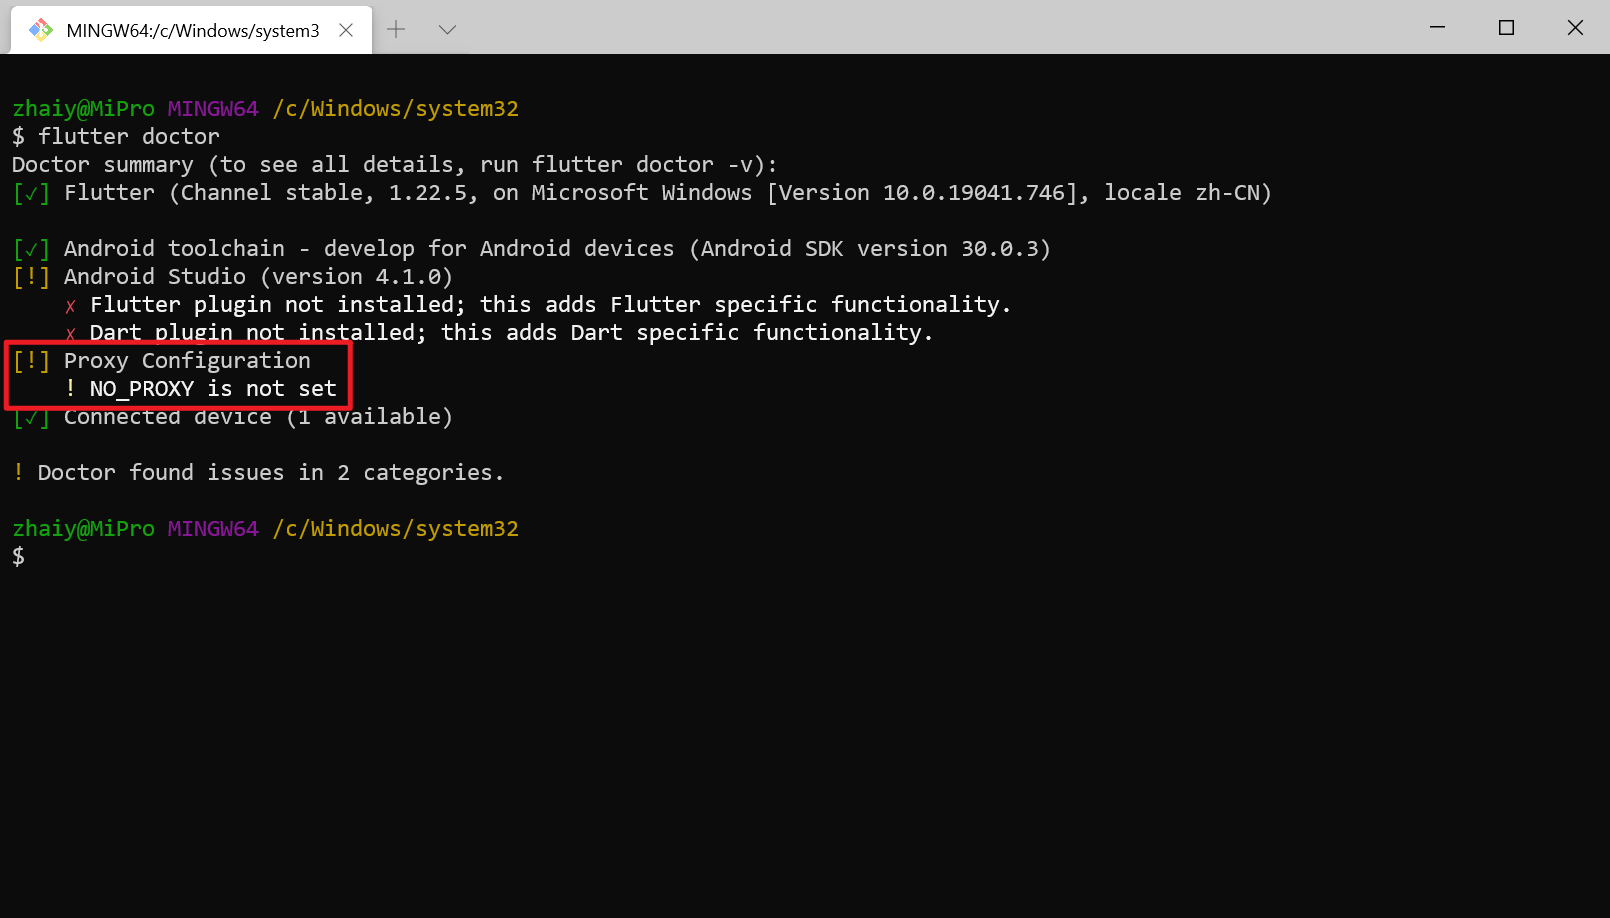 MINGW64:/c/Windows/system3
zhaiy@MiPro MINGW64 /c/Windows/system32
$ flutter doctor
Doctor summary (to see all details, run flutter doctor -v):
[✓] Flutter (Channel stable, 1.22.5, on Microsoft Windows [Version 10.0.19041.746], locale zh-CN)
[✓] Android toolchain - develop for Android devices (Android SDK version 30.0.3)
[!] Android Studio (version 4.1.0)
✗ Flutter plugin not installed; this adds Flutter specific functionality.
✗ Dart plugin not installed; this adds Dart specific functionality.
[!] Proxy Configuration
! NO_PROXY is not set
[✓] Connected device (1 available)
! Doctor found issues in 2 categories.
zhaiy@MiPro MINGW64 /c/Windows/system32
$